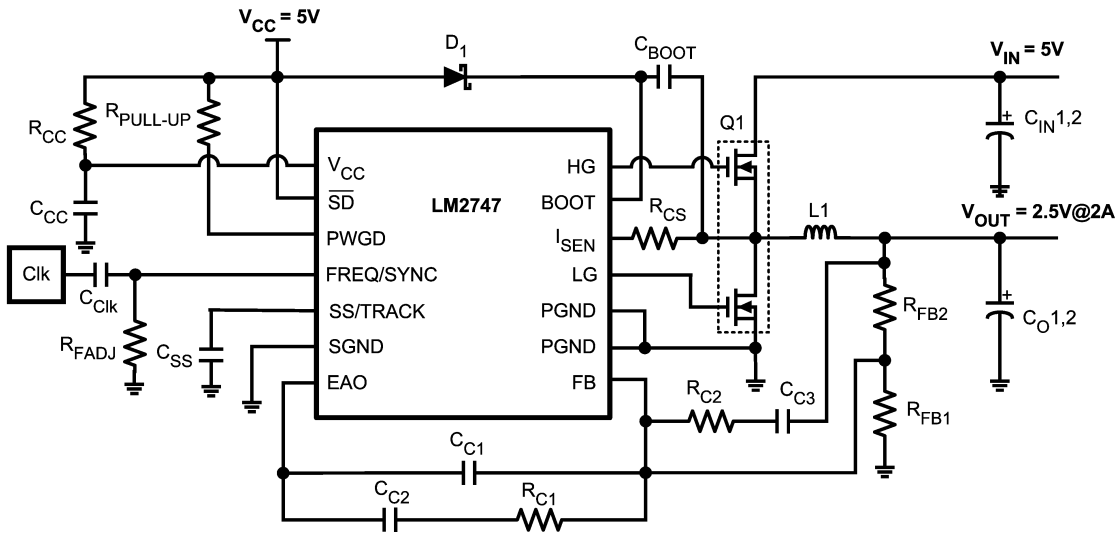 VCC = 5V
D1
CBOOT
VIN = 5V
RCC
RPULL-UP
CIN1,2
Q1
VCC
HG
CCC
SD
LM2747
BOOT
RCS
L1
VOUT = 2.5V@2A
PWGD
ISEN
Clk
CClk
FREQ/SYNC
LG
RFADJ
CSS
SS/TRACK
PGND
RFB2
CO1,2
SGND
PGND
EAO
FB
RC2
CC3
RFB1
CC1
CC2
RC1
+
+